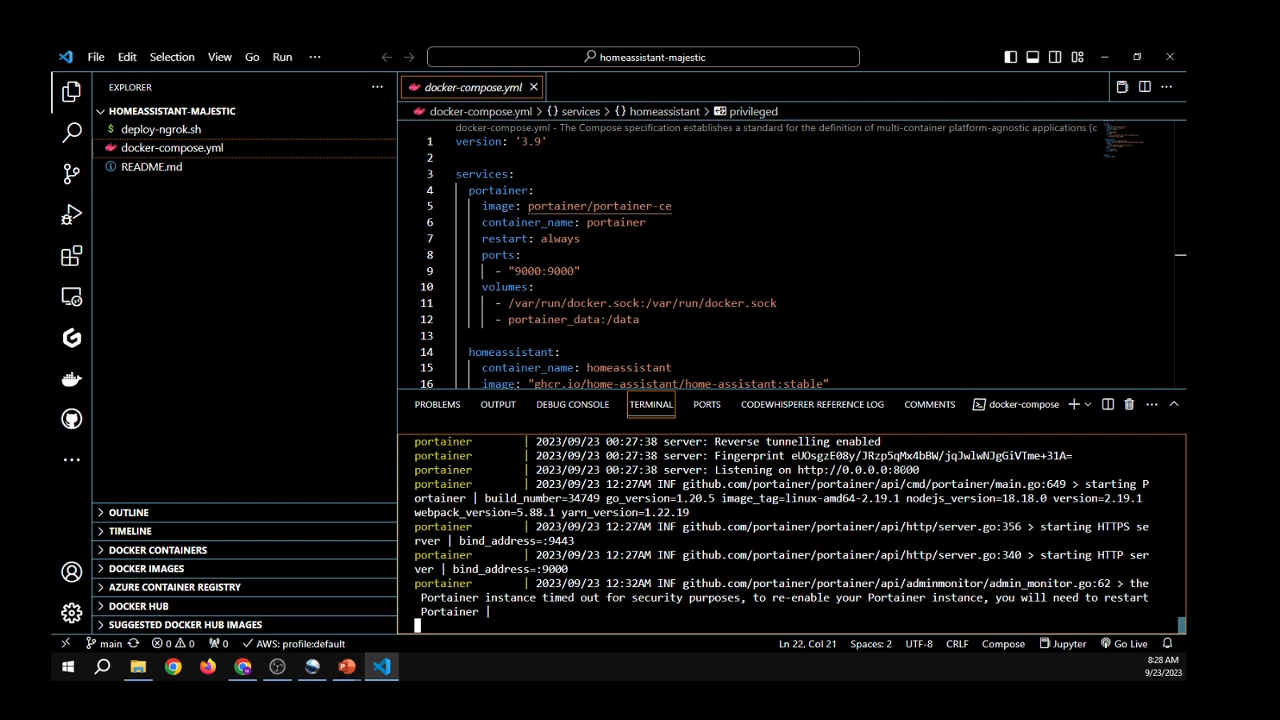 File Edit Selection View Go Run ···
homeassistant-majestic
EXPLORER
HOMEASSISTANT-MAJESTIC
$ deploy-ngrok.sh
docker-compose.yml
README.md
OUTLINE
TIMELINE
DOCKER CONTAINERS
DOCKER IMAGES
AZURE CONTAINER REGISTRY
DOCKER HUB
SUGGESTED DOCKER HUB IMAGES
docker-compose.yml
docker-compose.yml > {} services > {} homeassistant > privileged
docker-compose.yml - The Compose specification establishes a standard for the definition of multi-container platform-agnostic applications (c
1 version: '3.9'
2
3 services:
4 portainer:
5 image: portainer/portainer-ce
6 container_name: portainer
7 restart: always
8 ports:
9 - "9000:9000"
10 volumes:
11 - /var/run/docker.sock:/var/run/docker.sock
12 - portainer_data:/data
13
14 homeassistant:
15 container_name: homeassistant
16 image: "ghcr.io/home-assistant/home-assistant:stable"
PROBLEMS OUTPUT DEBUG CONSOLE TERMINAL PORTS CODEWHISPERER REFERENCE LOG COMMENTS docker-compose
portainer | 2023/09/23 00:27:38 server: Reverse tunnelling enabled
portainer | 2023/09/23 00:27:38 server: Fingerprint eUOsgzE08y/JRzp5qMx4bBW/jqJwlwNJgGiVTme+31A=
portainer | 2023/09/23 00:27:38 server: Listening on http://0.0.0.0:8000
portainer | 2023/09/23 12:27AM INF github.com/portainer/portainer/api/cmd/portainer/main.go:649 > starting P
ortainer | build_number=34749 go_version=1.20.5 image_tag=linux-amd64-2.19.1 nodejs_version=18.18.0 version=2.19.1
webpack_version=5.88.1 yarn_version=1.22.19
portainer | 2023/09/23 12:27AM INF github.com/portainer/portainer/api/http/server.go:356 > starting HTTPS se
rver | bind_address=:9443
portainer | 2023/09/23 12:27AM INF github.com/portainer/portainer/api/http/server.go:340 > starting HTTP ser
ver | bind_address=:9000
portainer | 2023/09/23 12:32AM INF github.com/portainer/portainer/api/adminmonitor/admin_monitor.go:62 > the
Portainer instance timed out for security purposes, to re-enable your Portainer instance, you will need to restart
Portainer |
main 0 0 0 AWS: profile:default Ln 22, Col 21 Spaces: 2 UTF-8 CRLF Compose Jupyter Go Live
8:28 AM
9/23/2023